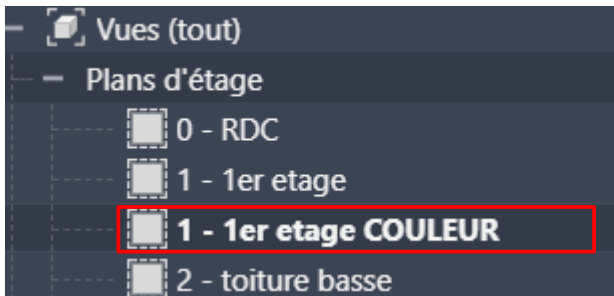 Vues (tout)
Plans d'étage
0 - RDC
1 - 1er etage
1 - 1er etage COULEUR
2 - toiture basse